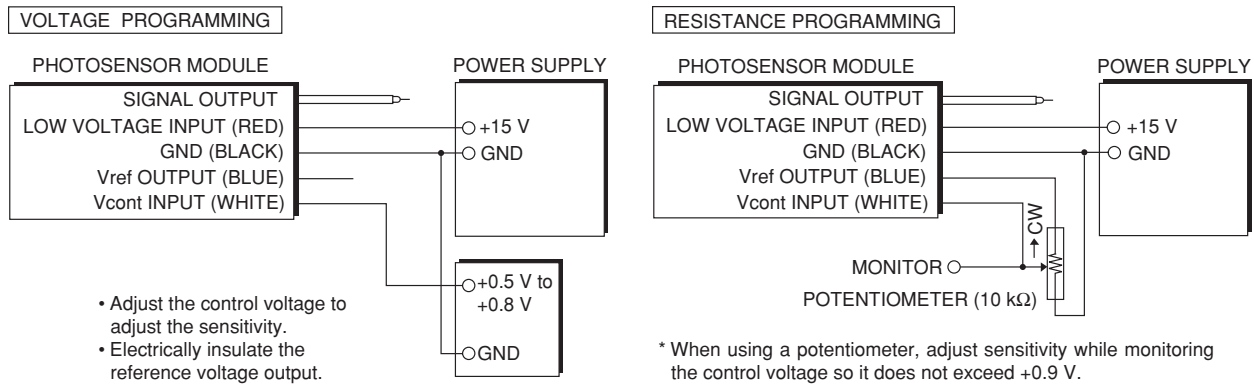 VOLTAGE PROGRAMMING
PHOTOSENSOR MODULE
POWER SUPPLY
SIGNAL OUTPUT
LOW VOLTAGE INPUT (RED)
GND (BLACK)
Vref OUTPUT (BLUE)
Vcont INPUT (WHITE)
+15 V
GND
+0.5 V to
+0.8 V
GND
• Adjust the control voltage to
adjust the sensitivity.
• Electrically insulate the
reference voltage output.
RESISTANCE PROGRAMMING
PHOTOSENSOR MODULE
POWER SUPPLY
SIGNAL OUTPUT
LOW VOLTAGE INPUT (RED)
GND (BLACK)
Vref OUTPUT (BLUE)
Vcont INPUT (WHITE)
+15 V
GND
CW
MONITOR
POTENTIOMETER (10 kΩ)
* When using a potentiometer, adjust sensitivity while monitoring
the control voltage so it does not exceed +0.9 V.